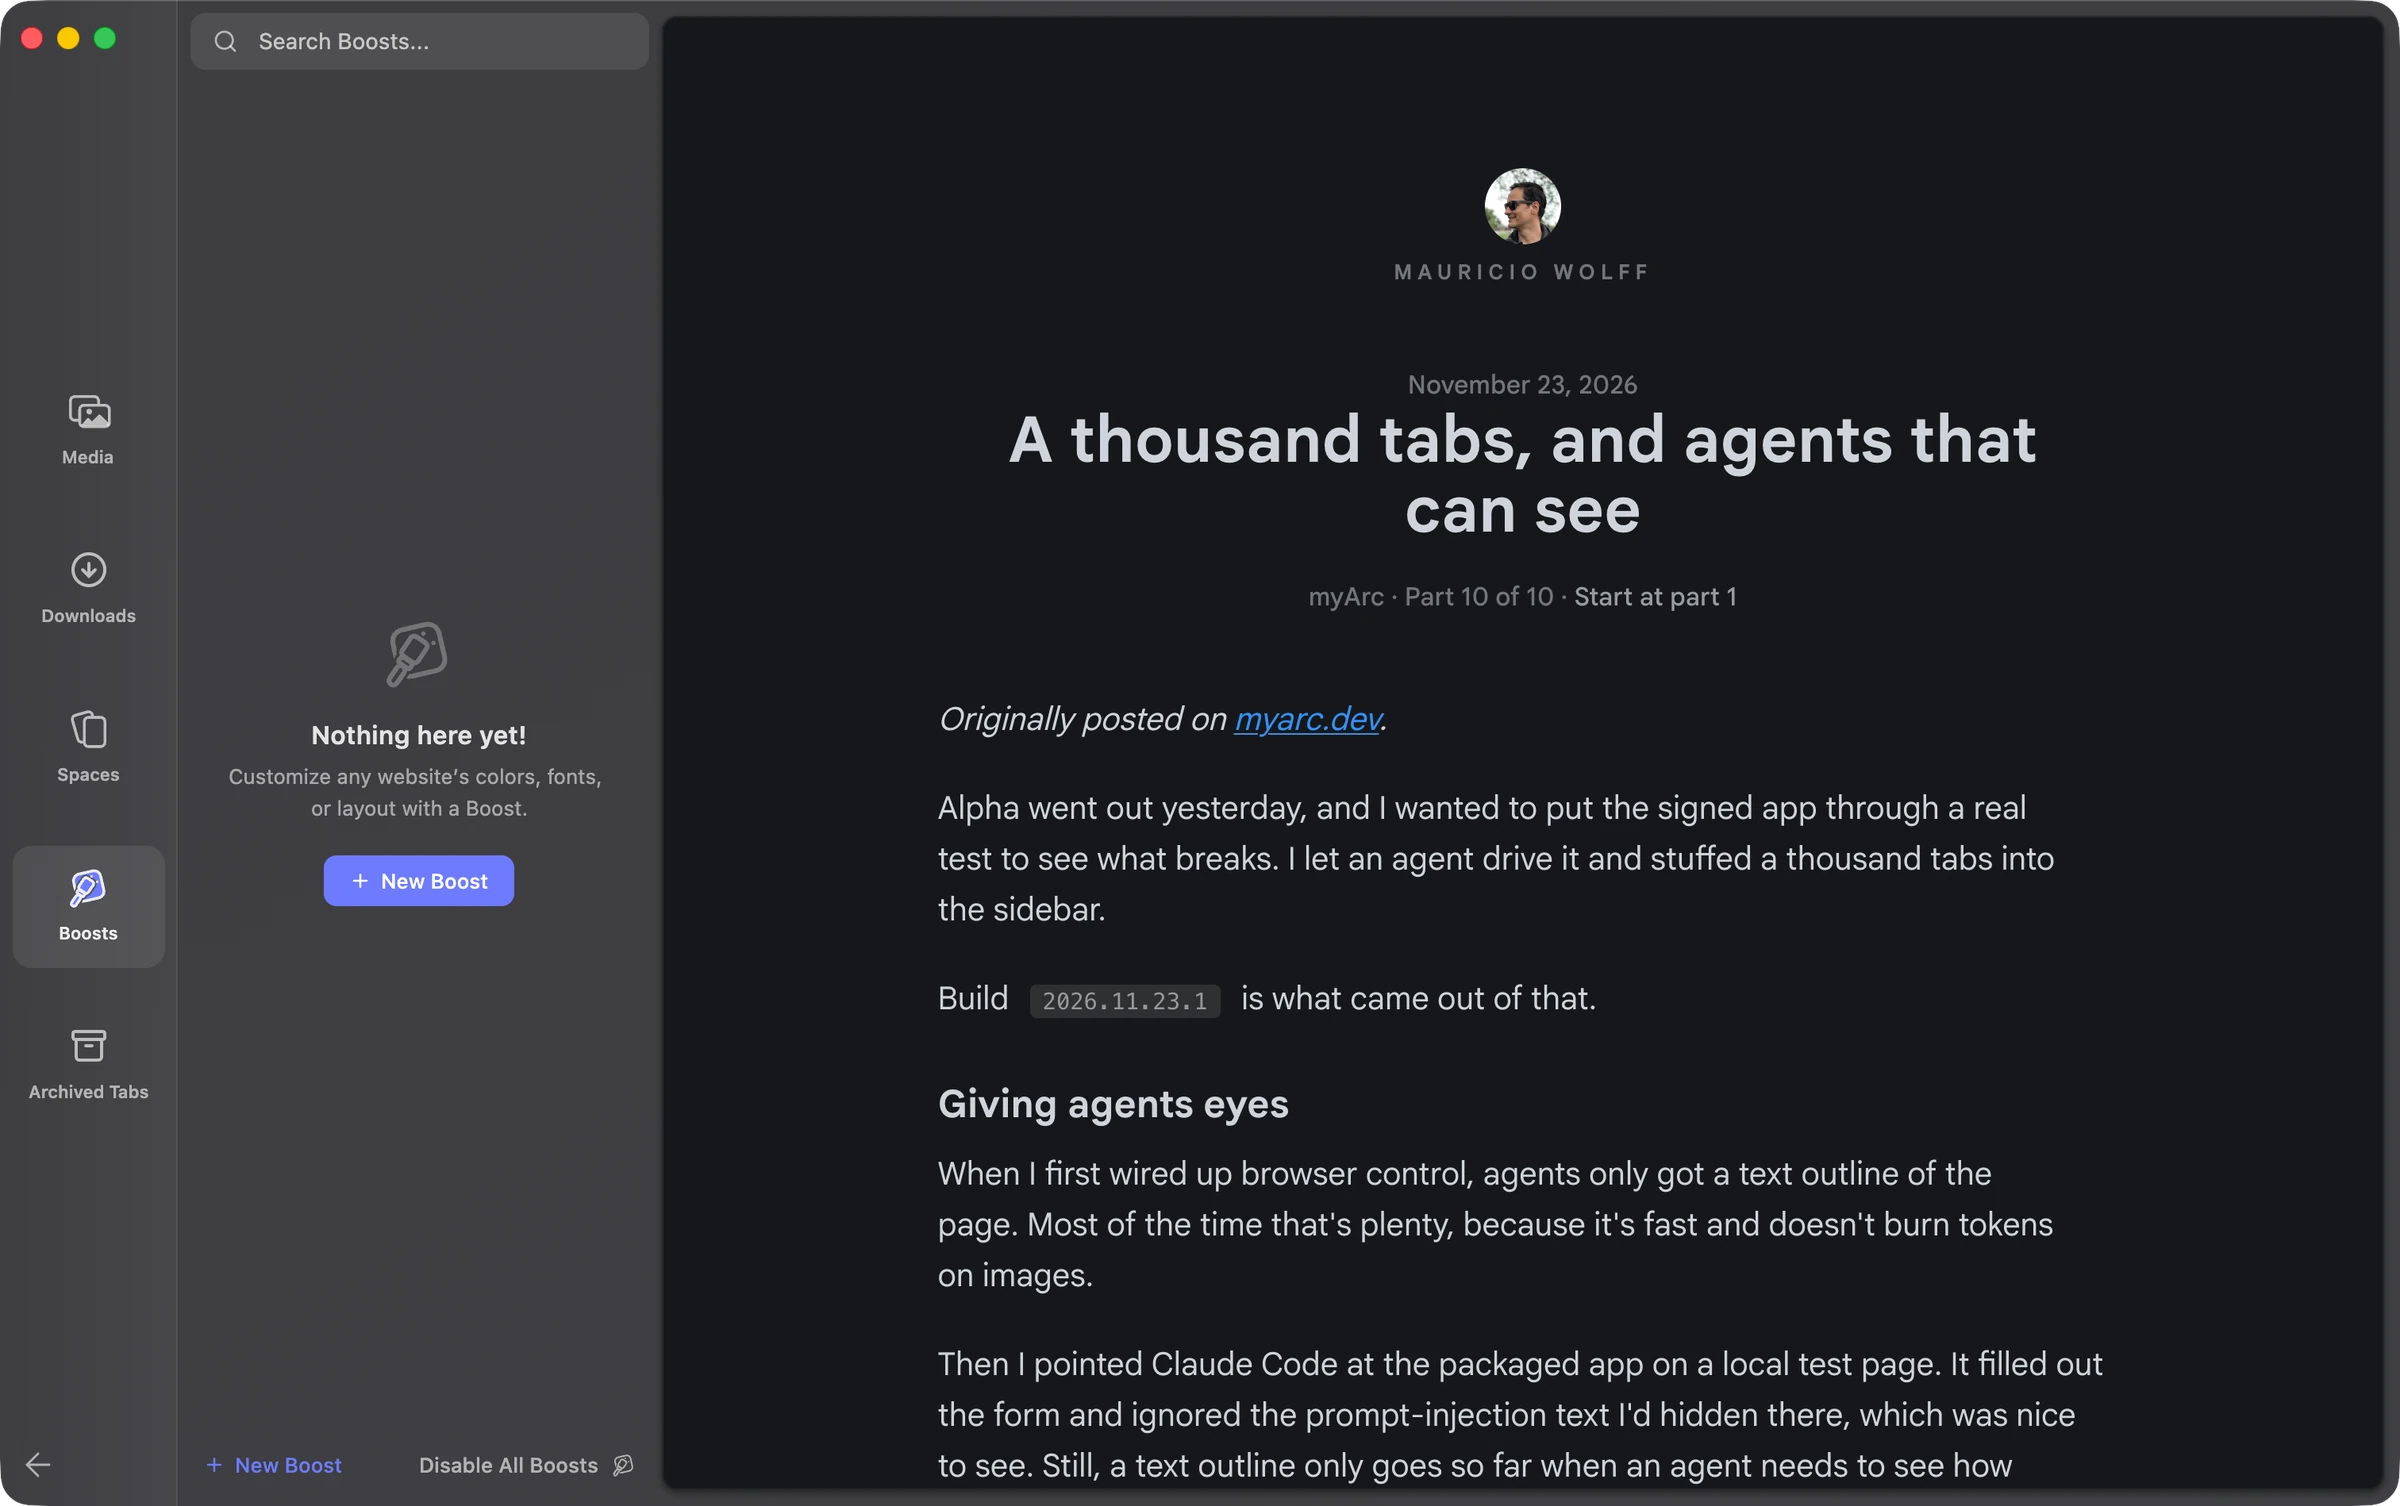 Search Boosts...
Media
Downloads
Spaces
Boosts
Archived Tabs
Nothing here yet!
Customize any website’s colors, fonts,
or layout with a Boost.
+ New Boost
+ New Boost
Disable All Boosts
MAURICIO WOLFF
November 23, 2026
A thousand tabs, and agents that
can see
myArc · Part 10 of 10 · Start at part 1
Originally posted on myarc.dev.
Alpha went out yesterday, and I wanted to put the signed app through a real
test to see what breaks. I let an agent drive it and stuffed a thousand tabs into
the sidebar.
Build 2026.11.23.1 is what came out of that.
Giving agents eyes
When I first wired up browser control, agents only got a text outline of the
page. Most of the time that's plenty, because it's fast and doesn't burn tokens
on images.
Then I pointed Claude Code at the packaged app on a local test page. It filled out
the form and ignored the prompt-injection text I'd hidden there, which was nice
to see. Still, a text outline only goes so far when an agent needs to see how